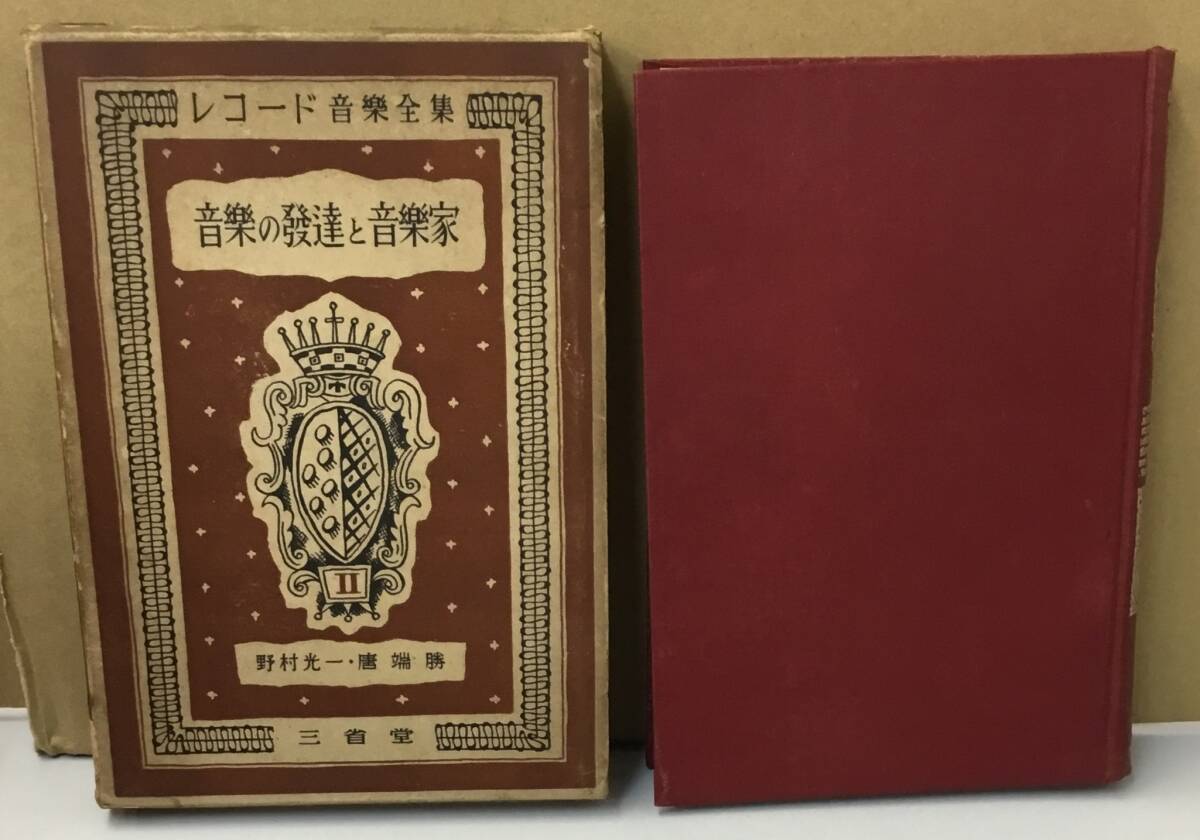 レコード 音樂全集
音樂の發達と音樂家
II
野村光一・唐端勝
三省堂